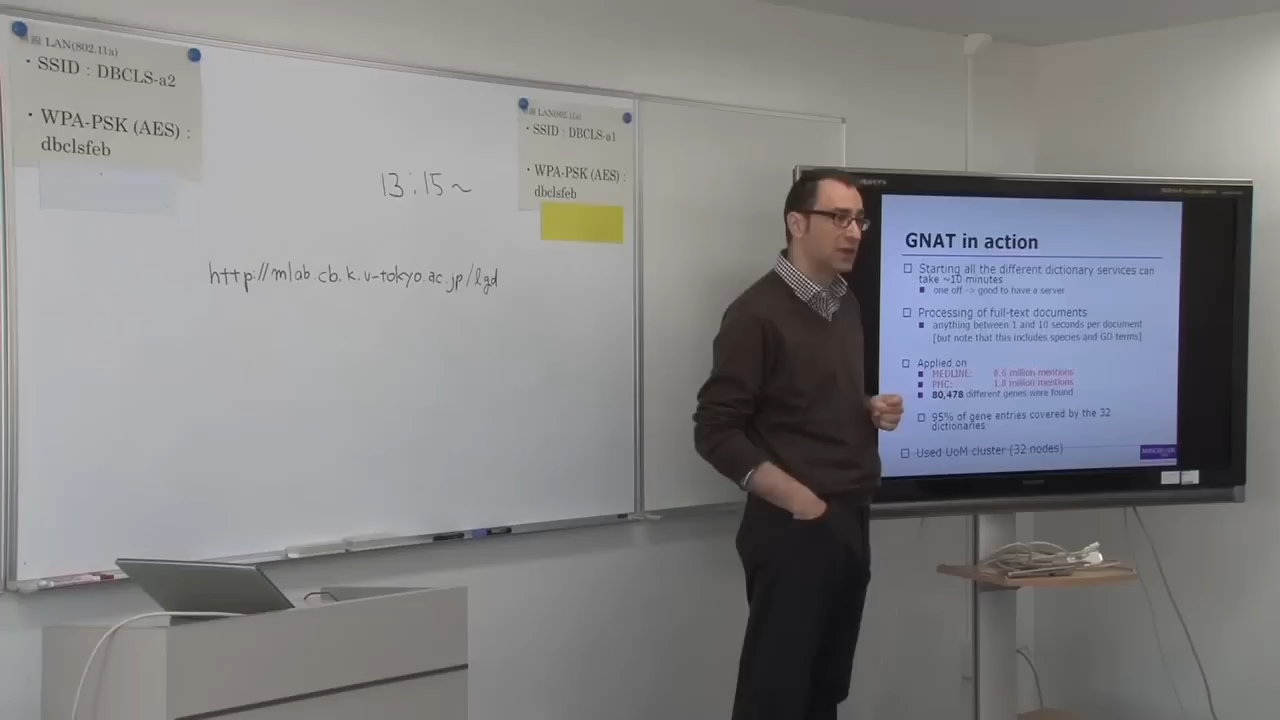 無線 LAN(802.11a)
・SSID : DBCLS-a2
・WPA-PSK (AES) :
dbclsfeb
LAN(802.11a)
・SSID : DBCLS-a1
・WPA-PSK (AES) :
dbclsfeb
13:15~
http://mlab.cb.k.u-tokyo.ac.jp/lgd
GNAT in action
Starting all the different dictionary services can
take ~10 minutes
one off -> good to have a server
Processing of full-text documents
anything between 1 and 10 seconds per document
[but note that this includes species and GO terms]
Applied on
MEDLINE: 8.6 million mentions
PMC: 1.8 million mentions
80,478 different genes were found
95% of gene entries covered by the 32
dictionaries
Used UoM cluster (32 nodes)